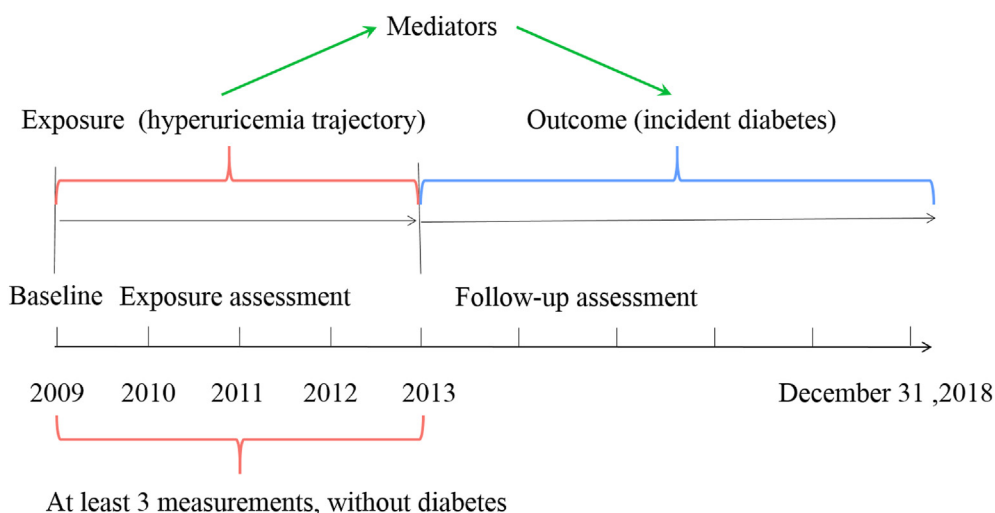 Mediators
Exposure (hyperuricemia trajectory)
Outcome (incident diabetes)
Baseline
Exposure assessment
Follow-up assessment
2009
2010
2011
2012
2013
December 31 ,2018
At least 3 measurements, without diabetes